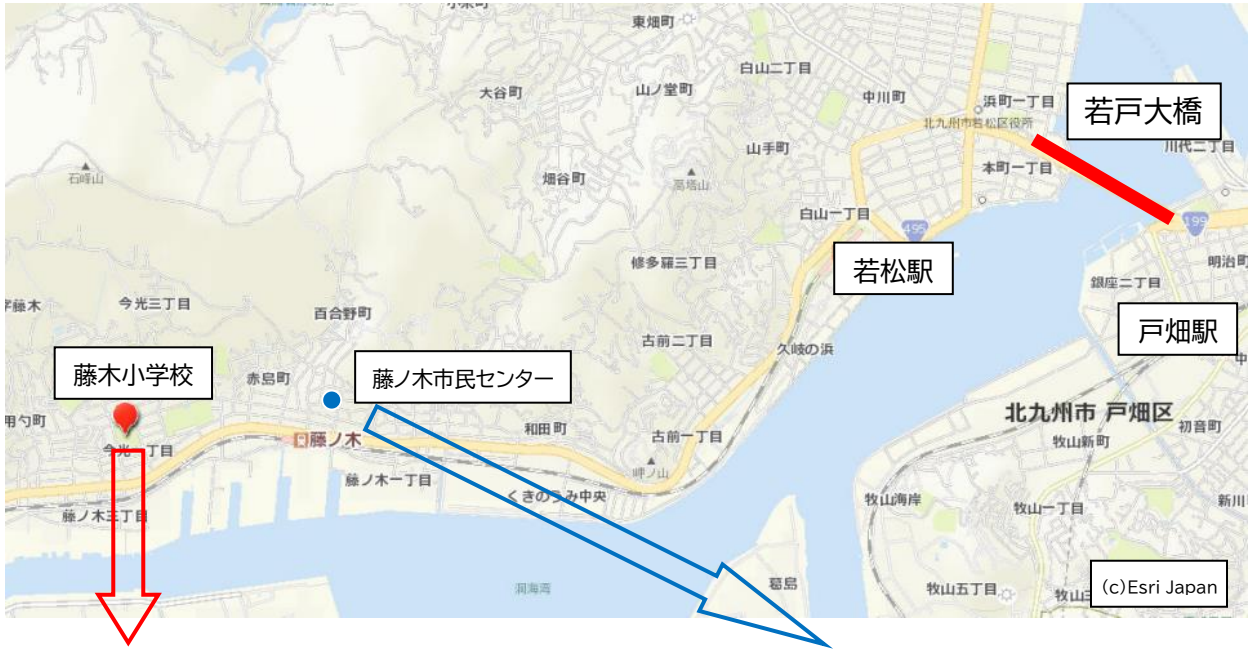 東畑町
白山二丁目
大谷町
山ノ堂町
中川町
浜町一丁目
若戸大橋
北九州市若松区役所
川代二丁目
山手町
本町一丁目
石峰山
畑谷町
高塔山
白山一丁目
495
199
若松駅
修多羅三丁目
明治町
銀座二丁目
今光三丁目
百合野町
戸畑駅
古前二丁目
久岐の浜
藤木小学校
赤島町
藤ノ木市民センター
北九州市 戸畑区
初音町
用勺町
和田町
古前一丁目
牧山新町
今光一丁目
藤ノ木
岬ノ山
藤ノ木一丁目
くきのうみ中央
牧山海岸
牧山一丁目
新川
藤ノ木三丁目
洞海湾
葛島
牧山五丁目
(c)Esri Japan